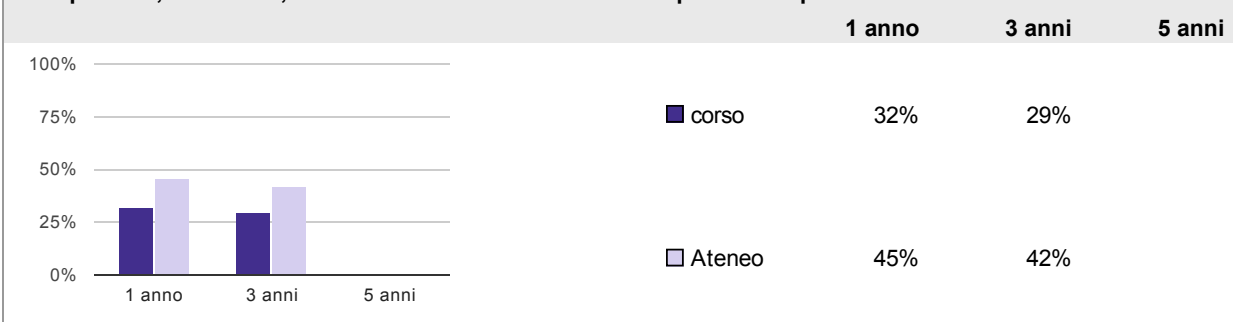 1 anno 3 anni 5 anni
100%
75%
50%
25%
0%
1 anno 3 anni 5 anni
corso 32% 29%
Ateneo 45% 42%